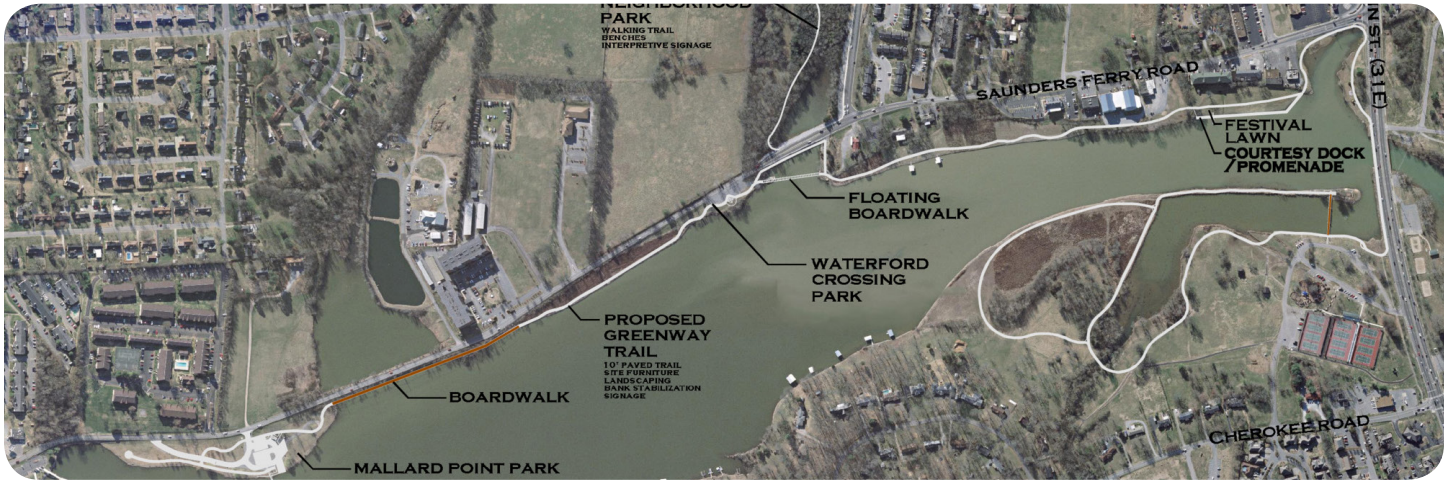 NEIGHBORHOOD
PARK
WALKING TRAIL
BENCHES
INTERPRETIVE SIGNAGE
SAUNDERS FERRY ROAD
N ST. (31E)
FESTIVAL
LAWN
COURTESY DOCK
/PROMENADE
FLOATING
BOARDWALK
WATERFORD
CROSSING
PARK
PROPOSED
GREENWAY
TRAIL
10' PAVED TRAIL
SITE FURNITURE
LANDSCAPING
BANK STABILIZATION
SIGNAGE
BOARDWALK
CHEROKEE ROAD
MALLARD POINT PARK